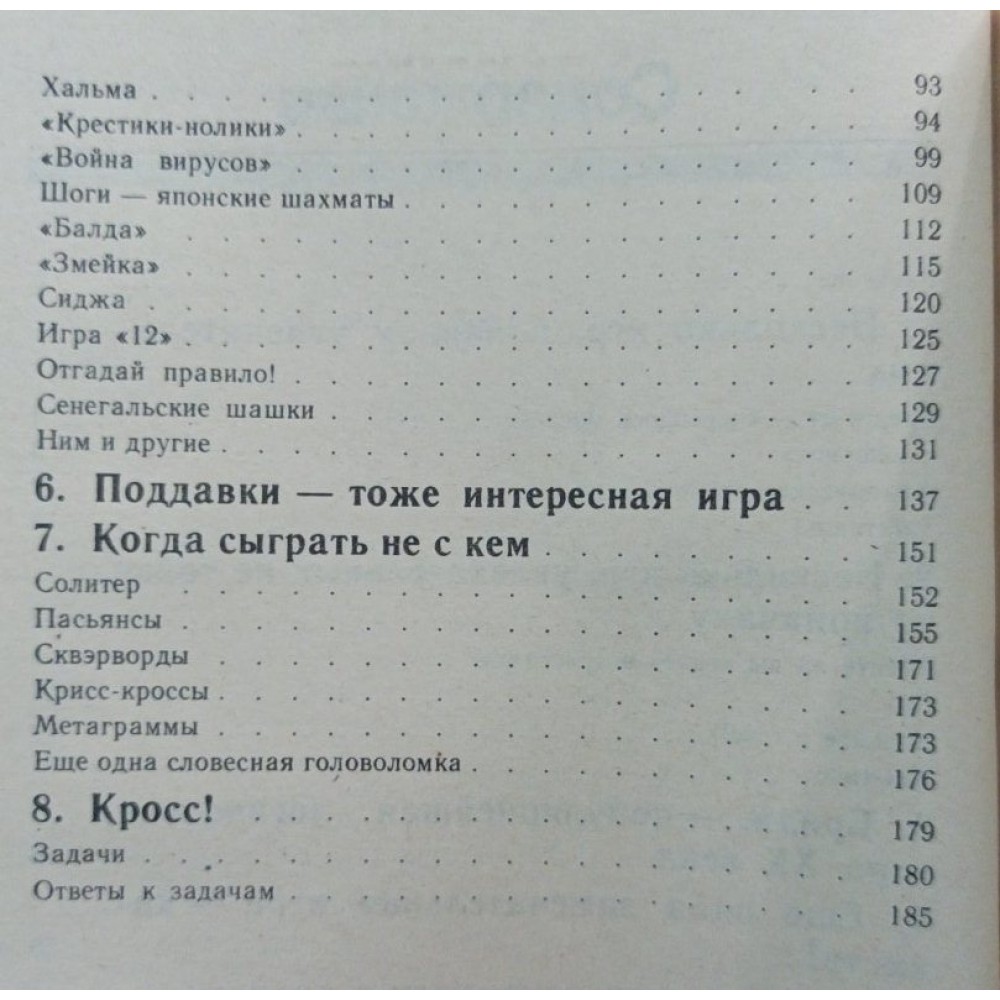 Хальма . . . . . . . . . . . . . . . . . 93
«Крестики-нолики» . . . . . . . . . . . . . 94
«Война вирусов» . . . . . . . . . . . . . . 99
Шоги — японские шахматы . . . . . . . . . . 109
«Балда» . . . . . . . . . . . . . . . . 112
«Змейка» . . . . . . . . . . . . . . . . 115
Сиджа . . . . . . . . . . . . . . . . . 120
Игра «12» . . . . . . . . . . . . . . . . 125
Отгадай правило! . . . . . . . . . . . . . 127
Сенегальские шашки . . . . . . . . . . . . 129
Ним и другие . . . . . . . . . . . . . . . 131
6. Поддавки — тоже интересная игра . . 137
7. Когда сыграть не с кем . . . . . . . . 151
Солитер . . . . . . . . . . . . . . . . 152
Пасьянсы . . . . . . . . . . . . . . . . 155
Сквэрворды . . . . . . . . . . . . . . . 171
Крисс-кроссы . . . . . . . . . . . . . . . 173
Метаграммы . . . . . . . . . . . . . . . 173
Еще одна словесная головоломка . . . . . . . . 176
8. Кросс! . . . . . . . . . . . . . . . 179
Задачи . . . . . . . . . . . . . . . . . 180
Ответы к задачам . . . . . . . . . . . . . 185